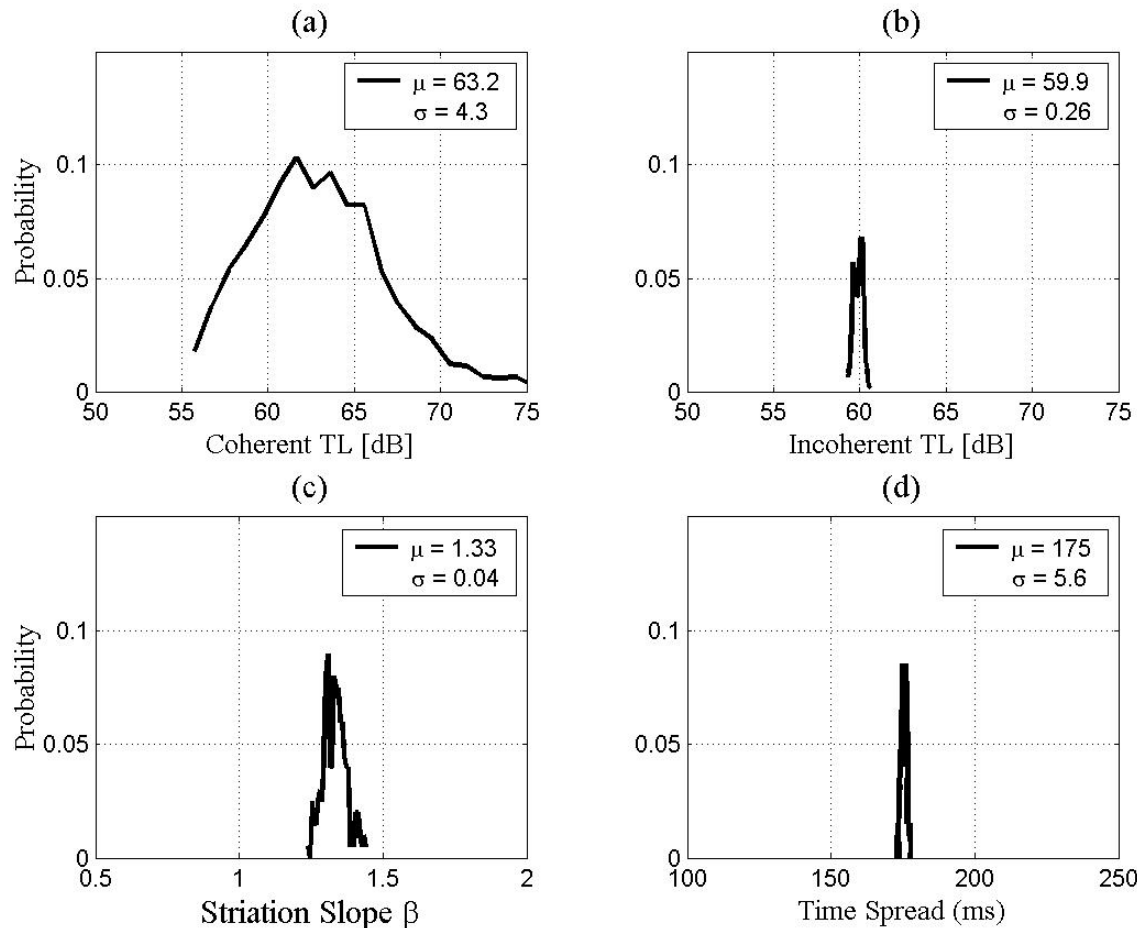 (a)
μ = 63.2
σ = 4.3
Probability
0.1
0.05
0
50 55 60 65 70 75
Coherent TL [dB]
(b)
μ = 59.9
σ = 0.26
0.1
0.05
0
50 55 60 65 70 75
Incoherent TL [dB]
(c)
μ = 1.33
σ = 0.04
Probability
0.1
0.05
0
0.5 1 1.5 2
Striation Slope β
(d)
μ = 175
σ = 5.6
0.1
0.05
0
100 150 200 250
Time Spread (ms)